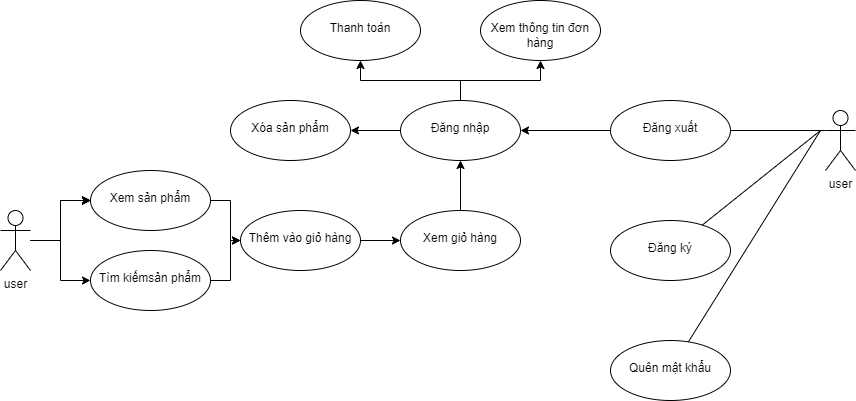 Thanh toán
Xem thông tin đơn
hàng
Xóa sản phẩm
Đăng nhập
Đăng xuất
user
Xem sản phẩm
Thêm vào giỏ hàng
Xem giỏ hàng
Đăng ký
Tìm kiếmsản phẩm
user
Quên mật khẩu